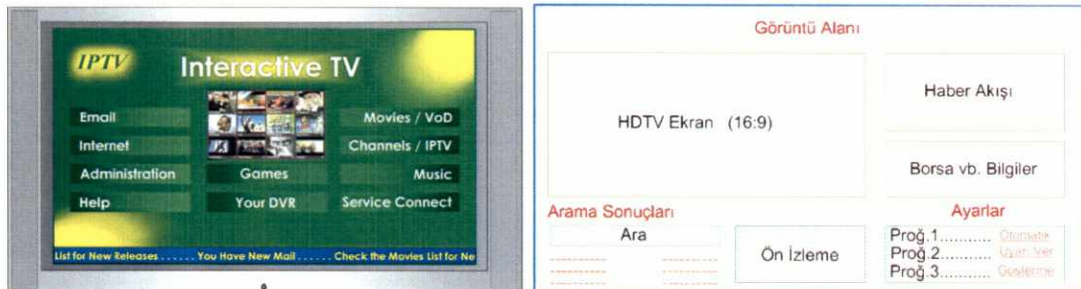 IPTV
Interactive TV
Email
Movies / VoD
Internet
Channels / IPTV
Administration
Games
Music
Help
Your DVR
Service Connect
List for New Releases . . . . . . You Have New Mail . . . . . . Check the Movies List for Ne
Görüntü Alanı
HDTV Ekran (16:9)
Haber Akışı
Borsa vb. Bilgiler
Arama Sonuçları
Ara
Ön İzleme
Ayarlar
Proğ.1.......... Otomatik
Proğ.2.......... Uyarı Ver
Proğ.3.......... Gösterme